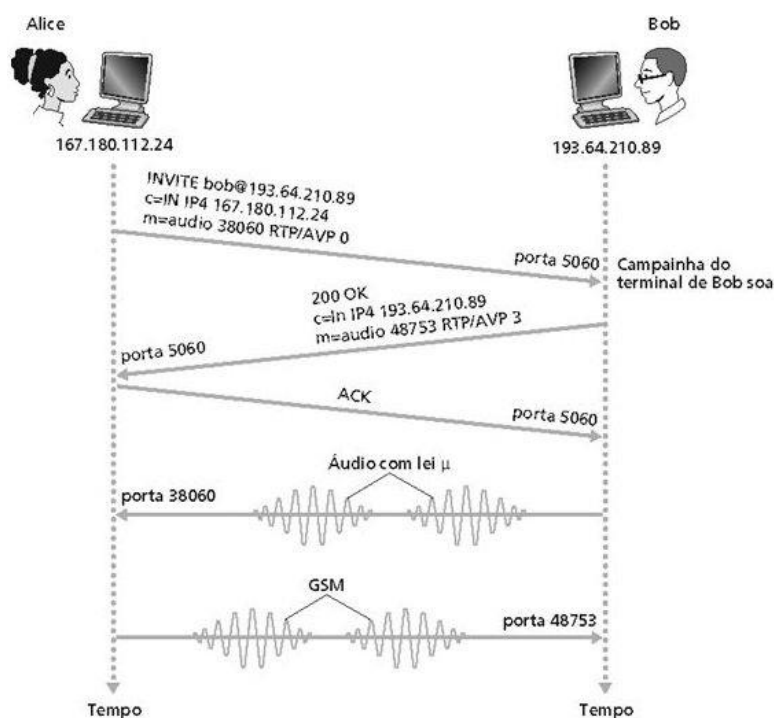 Alice
Bob
167.180.112.24
193.64.210.89
INVITE bob@193.64.210.89
c=IN IP4 167.180.112.24
m=audio 38060 RTP/AVP 0
porta 5060
Campainha do
terminal de Bob soa
200 OK
c=In IP4 193.64.210.89
m=audio 48753 RTP/AVP 3
porta 5060
ACK
porta 5060
Áudio com lei μ
porta 38060
GSM
porta 48753
Tempo
Tempo